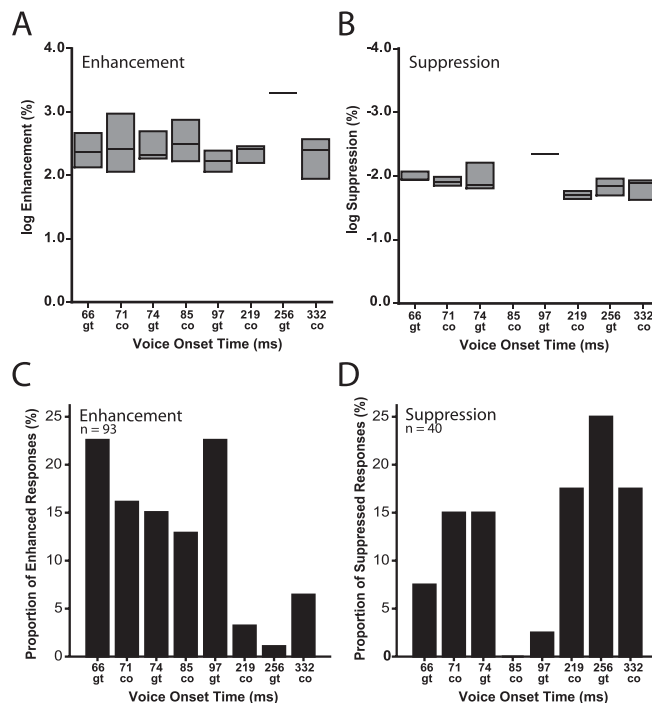 A
Enhancement
log Enhancement (%)
4.0
3.0
2.0
1.0
0.0
66 71 74 85 97 219 256 332
gt co gt co gt co gt co
Voice Onset Time (ms)
B
Suppression
log Suppression (%)
-4.0
-3.0
-2.0
-1.0
-0.0
66 71 74 85 97 219 256 332
gt co gt co gt co gt co
Voice Onset Time (ms)
C
Enhancement
n = 93
Proportion of Enhanced Responses (%)
25
20
15
10
5
0
66 71 74 85 97 219 256 332
gt co gt co gt co gt co
Voice Onset Time (ms)
D
Suppression
n = 40
Proportion of Suppressed Responses (%)
25
20
15
10
5
0
66 71 74 85 97 219 256 332
gt co gt co gt co gt co
Voice Onset Time (ms)